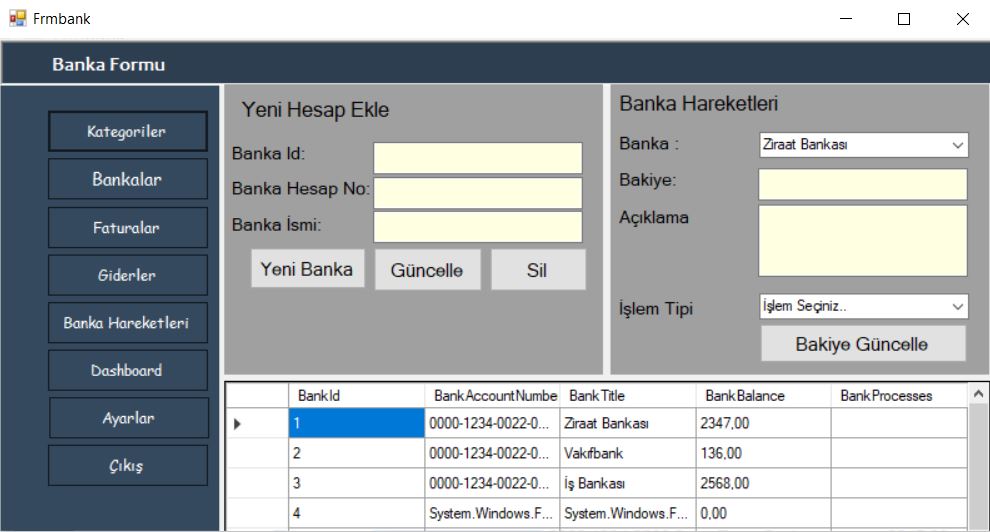 Frmbank
Banka Formu
Kategoriler
Bankalar
Faturalar
Giderler
Banka Hareketleri
Dashboard
Ayarlar
Çıkış
Yeni Hesap Ekle
Banka Id:
Banka Hesap No:
Banka İsmi:
Yeni Banka Güncelle Sil
Banka Hareketleri
Banka : Ziraat Bankası
Bakiye:
Açıklama
İşlem Tipi İşlem Seçiniz..
Bakiye Güncelle
BankId BankAccountNumbe BankTitle BankBalance BankProcesses
1 0000-1234-0022-0... Ziraat Bankası 2347,00
2 0000-1234-0022-0... Vakıfbank 136,00
3 0000-1234-0022-0... İş Bankası 2568,00
4 System.Windows.F... System.Windows.F... 0,00